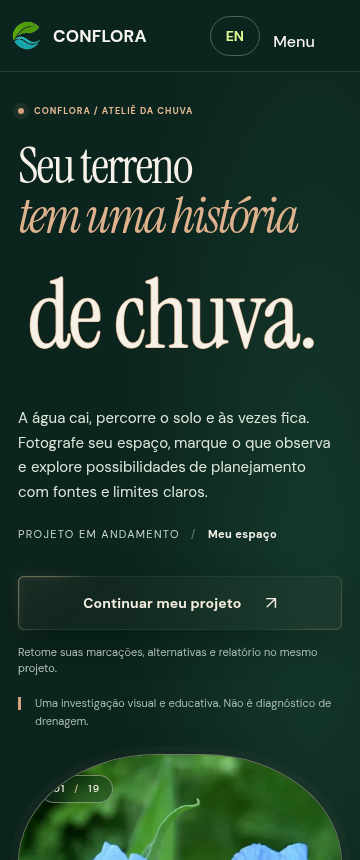 CONFLORA
EN
Menu
CONFLORA / ATELIÊ DA CHUVA
Seu terreno
tem uma história
de chuva.
A água cai, percorre o solo e às vezes fica.
Fotografe seu espaço, marque o que observa
e explore possibilidades de planejamento
com fontes e limites claros.
PROJETO EM ANDAMENTO / Meu espaço
Continuar meu projeto
Retome suas marcações, alternativas e relatório no mesmo
projeto.
Uma investigação visual e educativa. Não é diagnóstico de
drenagem.
01 / 19